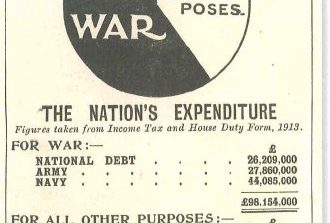 POSES.
WAR
THE NATION'S EXPENDITURE
Figures taken from Income Tax and House Duty Form, 1913.
FOR WAR:— £
NATIONAL DEBT . . . . . . 26,209,000
ARMY . . . . . . 27,860,000
NAVY . . . . . . 44,085,000
£98,154,000
FOR ALL OTHER PURPOSES:— £